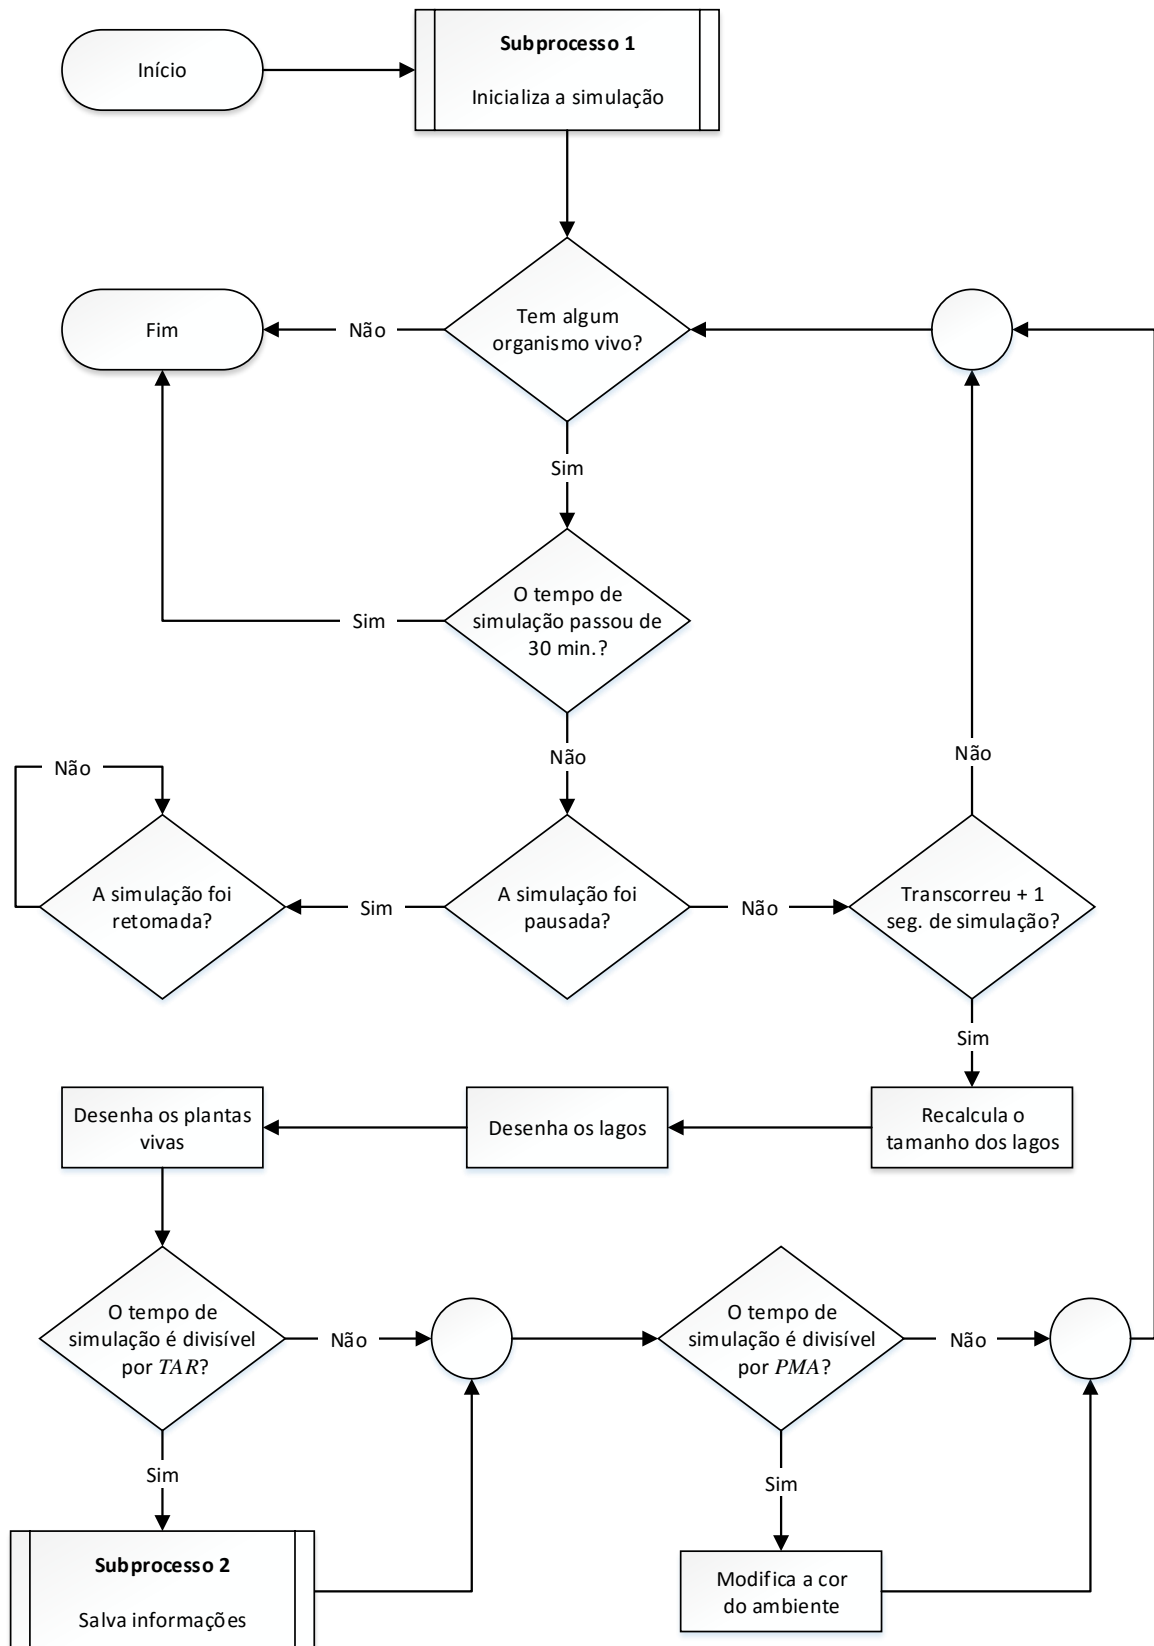 Início
Subprocesso 1
Inicializa a simulação
Fim
Não
Tem algum
organismo vivo?
Sim
O tempo de
simulação passou de
30 min.?
Sim
Não
Não
Não
A simulação foi
retomada?
Sim
A simulação foi
pausada?
Não
Transcorreu + 1
seg. de simulação?
Sim
Desenha os plantas
vivas
Desenha os lagos
Recalcula o
tamanho dos lagos
O tempo de
simulação é divisível
por TAR?
Não
O tempo de
simulação é divisível
por PMA?
Não
Sim
Sim
Subprocesso 2
Salva informações
Modifica a cor
do ambiente